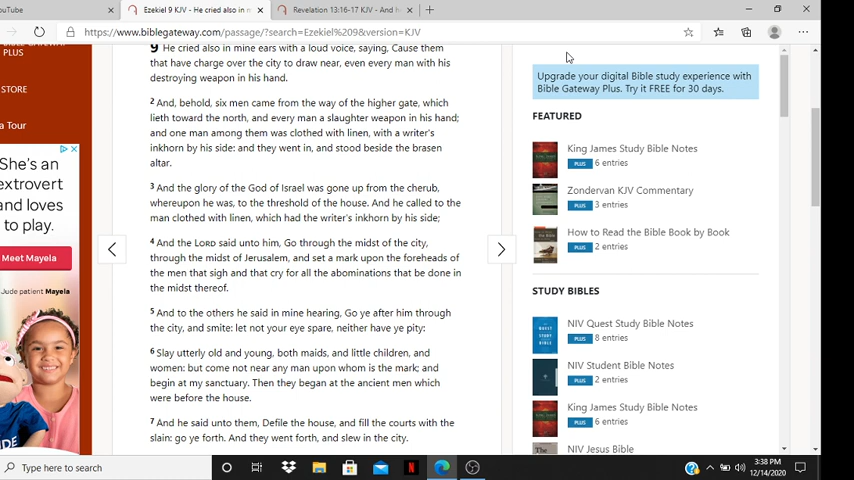 ouTube
Ezekiel 9 KJV - He cried also in m
Revelation 13:16-17 KJV - And h
https://www.biblegateway.com/passage/?search=Ezekiel%209&version=KJV
PLUS
STORE
a Tour
She's an
extrovert
and loves
to play.
Meet Mayela
Jude patient Mayela
9 He cried also in mine ears with a loud voice, saying, Cause them
that have charge over the city to draw near, even every man with his
destroying weapon in his hand.
2 And, behold, six men came from the way of the higher gate, which
lieth toward the north, and every man a slaughter weapon in his hand;
and one man among them was clothed with linen, with a writer's
inkhorn by his side: and they went in, and stood beside the brasen
altar.
3 And the glory of the God of Israel was gone up from the cherub,
whereupon he was, to the threshold of the house. And he called to the
man clothed with linen, which had the writer's inkhorn by his side;
4 And the LORD said unto him, Go through the midst of the city,
through the midst of Jerusalem, and set a mark upon the foreheads of
the men that sigh and that cry for all the abominations that be done in
the midst thereof.
5 And to the others he said in mine hearing, Go ye after him through
the city, and smite: let not your eye spare, neither have ye pity:
6 Slay utterly old and young, both maids, and little children, and
women: but come not near any man upon whom is the mark; and
begin at my sanctuary. Then they began at the ancient men which
were before the house.
7 And he said unto them, Defile the house, and fill the courts with the
slain: go ye forth. And they went forth, and slew in the city.
Upgrade your digital Bible study experience with
Bible Gateway Plus. Try it FREE for 30 days.
FEATURED
King James Study Bible Notes
PLUS 6 entries
Zondervan KJV Commentary
PLUS 3 entries
How to Read the Bible Book by Book
PLUS 2 entries
STUDY BIBLES
NIV Quest Study Bible Notes
PLUS 8 entries
NIV Student Bible Notes
PLUS 2 entries
King James Study Bible Notes
PLUS 6 entries
NIV Jesus Bible
Type here to search
3:38 PM
12/14/2020